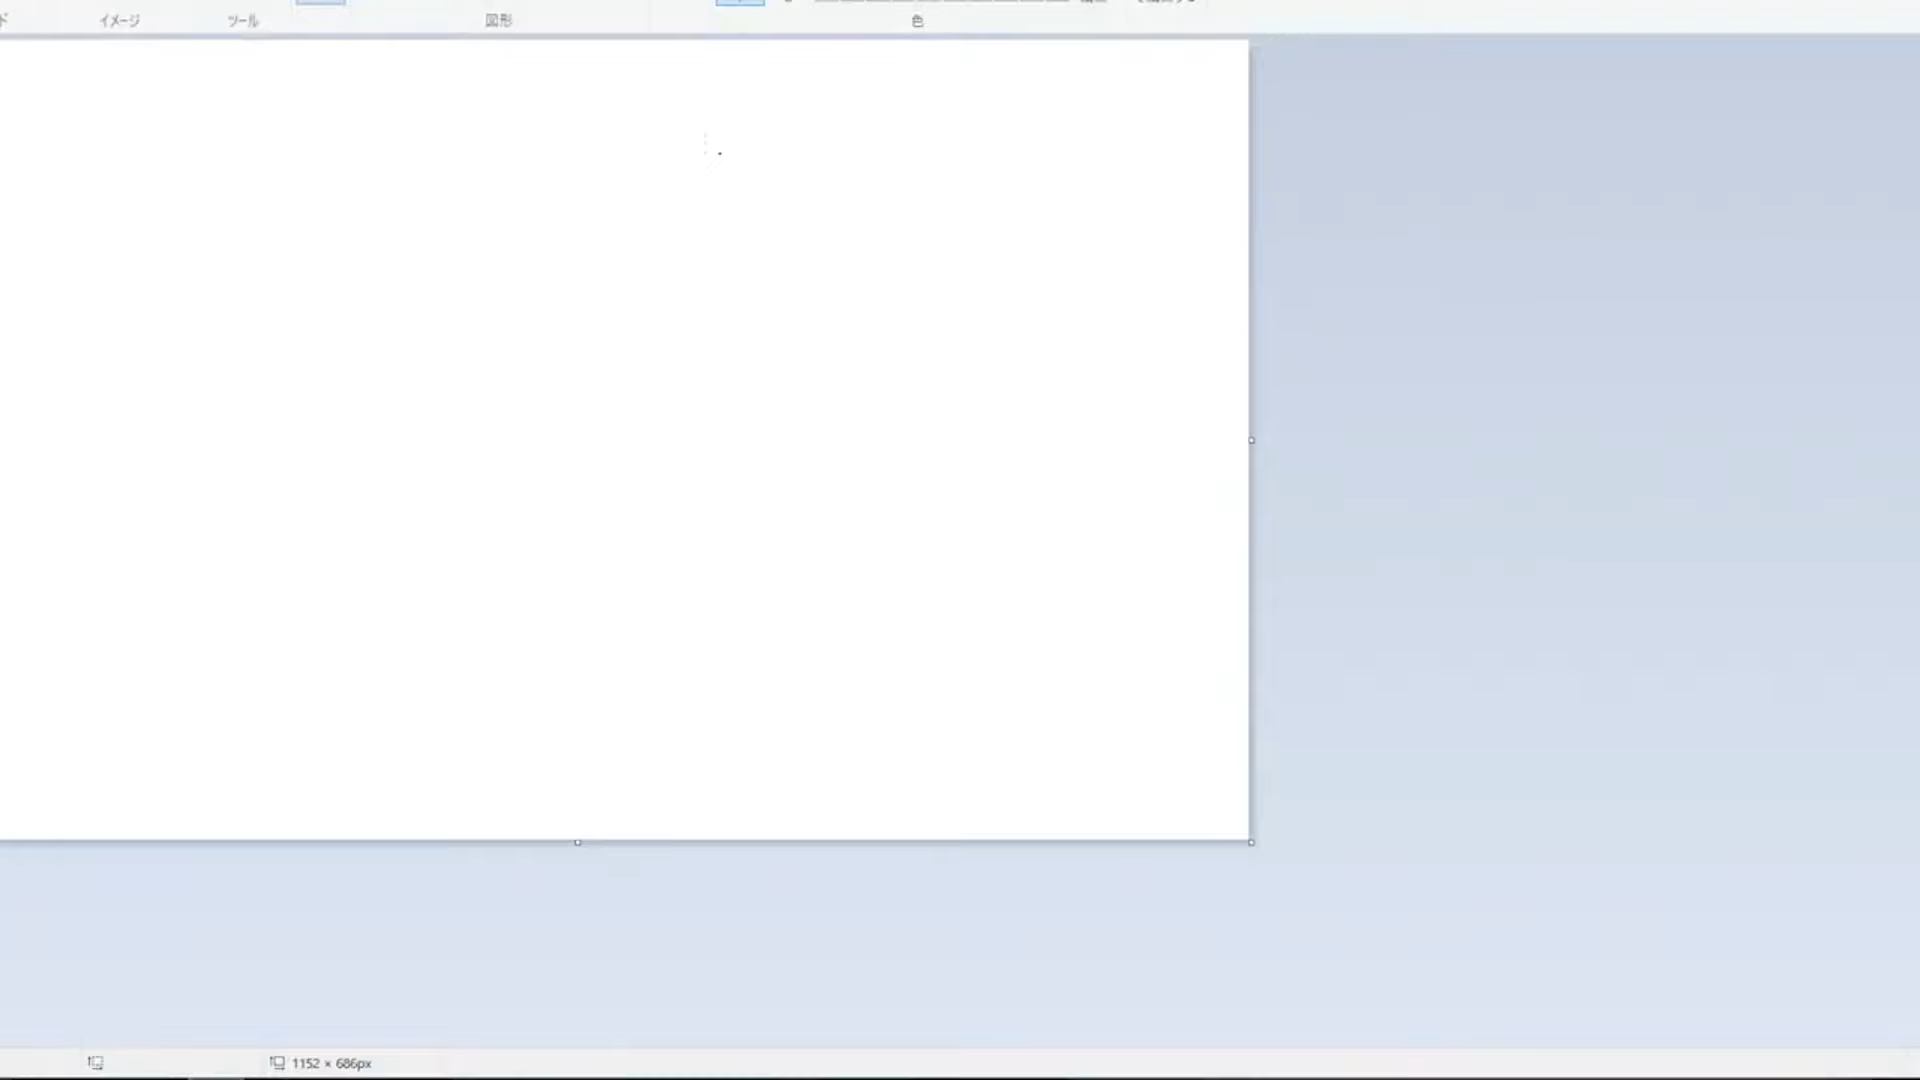 ド
イメージ
ツール
図形
色
1152 × 686px